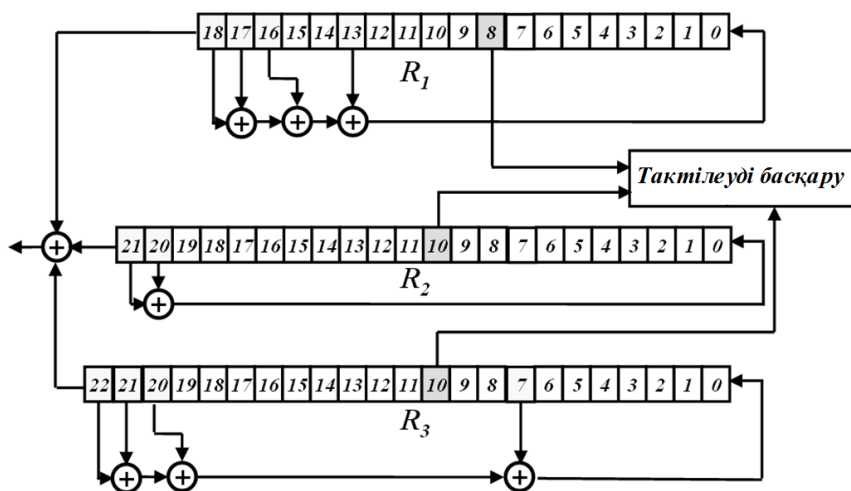 18 17 16 15 14 13 12 11 10 9 8 7 6 5 4 3 2 1 0
R1
+ + +
Тактілеуді басқару
21 20 19 18 17 16 15 14 13 12 11 10 9 8 7 6 5 4 3 2 1 0
+
R2
+
22 21 20 19 18 17 16 15 14 13 12 11 10 9 8 7 6 5 4 3 2 1 0
R3
+ + +